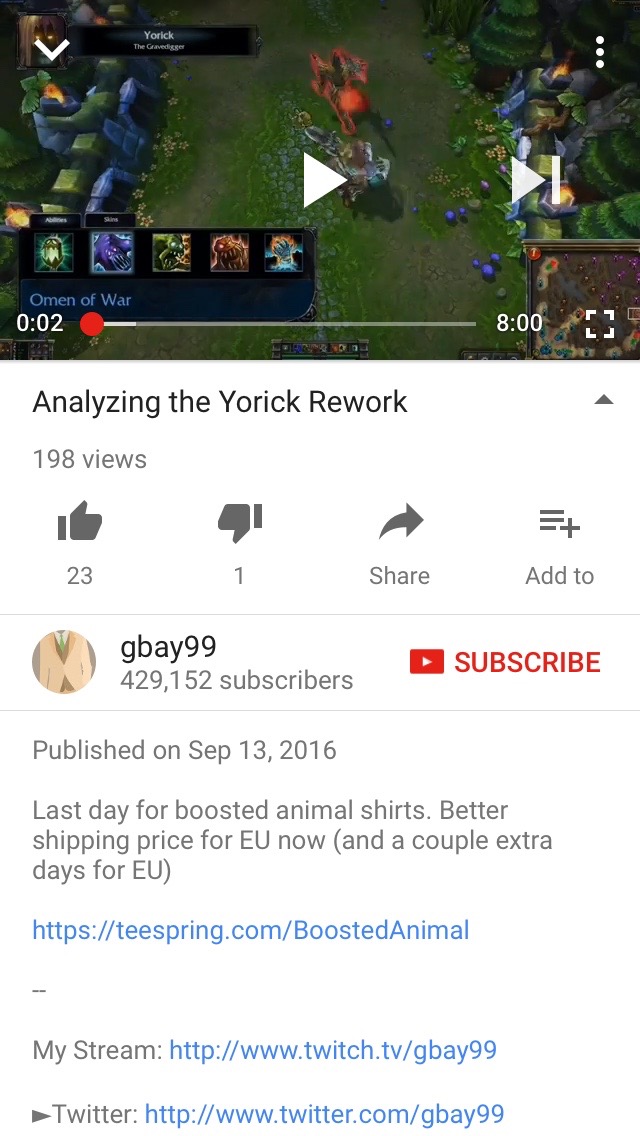 Yorick
The Gravedigger
Abilities
Skins
Omen of War
0:02
8:00
Analyzing the Yorick Rework
198 views
23
1
Share
Add to
gbay99
429,152 subscribers
SUBSCRIBE
Published on Sep 13, 2016
Last day for boosted animal shirts. Better
shipping price for EU now (and a couple extra
days for EU)
https://teespring.com/BoostedAnimal
--
My Stream: http://www.twitch.tv/gbay99
►Twitter: http://www.twitter.com/gbay99